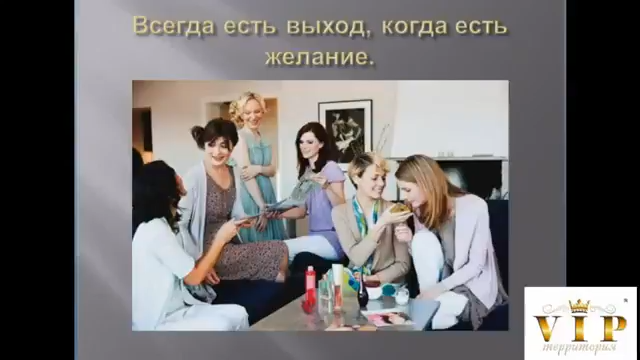 Всегда есть выход, когда есть
желание.
VIP
территория